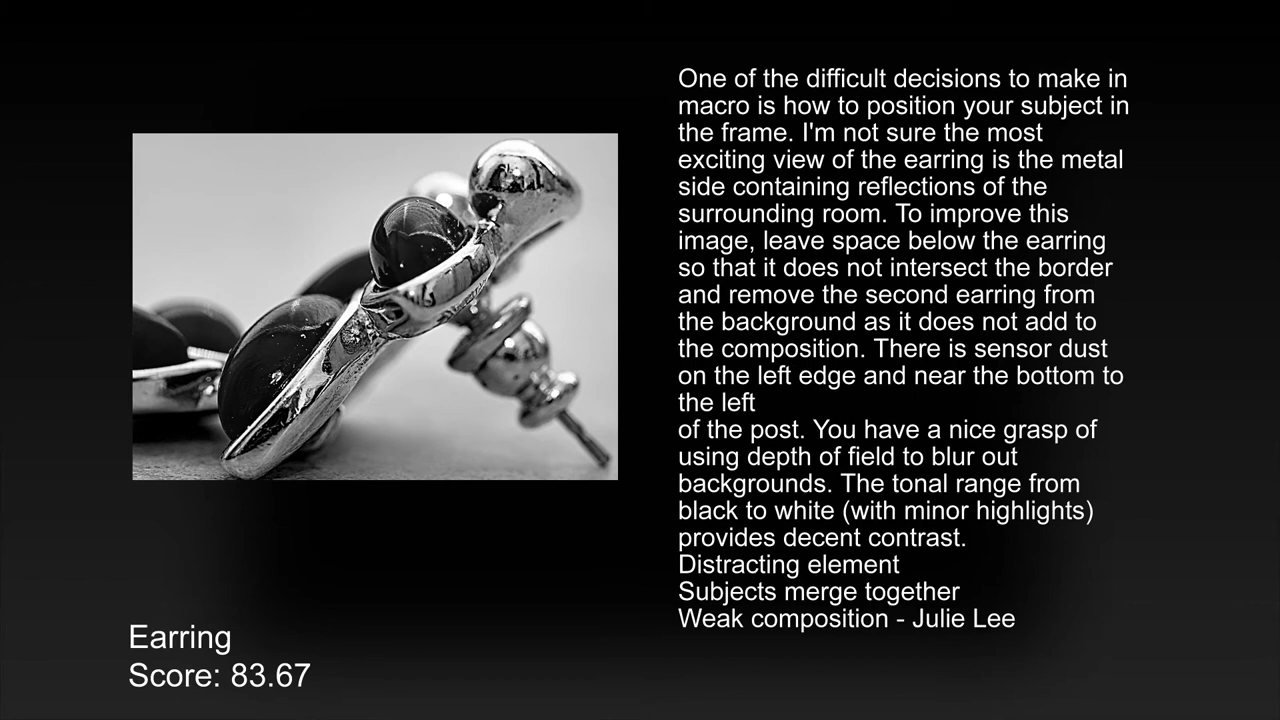 One of the difficult decisions to make in
macro is how to position your subject in
the frame. I'm not sure the most
exciting view of the earring is the metal
side containing reflections of the
surrounding room. To improve this
image, leave space below the earring
so that it does not intersect the border
and remove the second earring from
the background as it does not add to
the composition. There is sensor dust
on the left edge and near the bottom to
the left
of the post. You have a nice grasp of
using depth of field to blur out
backgrounds. The tonal range from
black to white (with minor highlights)
provides decent contrast.
Distracting element
Subjects merge together
Weak composition - Julie Lee
Earring
Score: 83.67